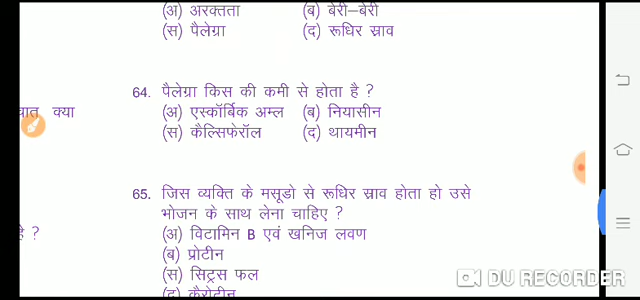 (अ) अरक्तता (ब) बेरी–बेरी
(स) पैलेग्रा (द) रूधिर स्राव
64. पैलेग्रा किस की कमी से होता है ?
(अ) एस्कॉर्बिक अम्ल (ब) नियासीन
(स) कैल्सिफेरॉल (द) थायमीन
क्या
65. जिस व्यक्ति के मसूडो से रूधिर स्राव होता हो उसे
भोजन के साथ लेना चाहिए ?
है ?
(अ) विटामिन B एवं खनिज लवण
(ब) प्रोटीन
(स) सिट्रस फल
(द) कैरोटीन
DU RECORDER